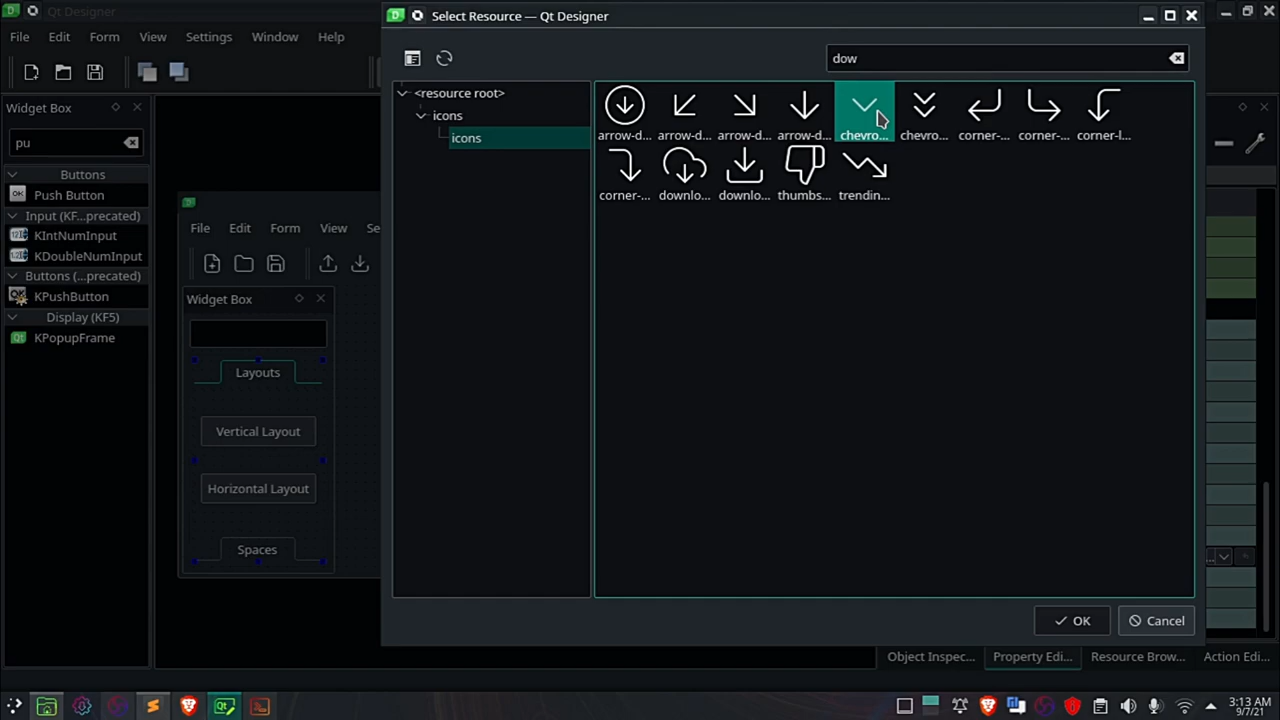 Qt Designer
File Edit Form View Settings Window Help
Widget Box
pu
Buttons
Push Button
Input (KF...precated)
KIntNumInput
KDoubleNumInput
Buttons (...precated)
KPushButton
Display (KF5)
KPopupFrame
File Edit Form View Se
Widget Box
Layouts
Vertical Layout
Horizontal Layout
Spaces
Select Resource — Qt Designer
dow
<resource root>
icons
icons
arrow-d... arrow-d... arrow-d... arrow-d... chevro... chevro... corner-... corner-... corner-l...
corner-... downlo... downlo... thumbs... trendin...
OK Cancel
Object Inspec... Property Edi... Resource Brow... Action Edi...
3:13 AM
9/7/21